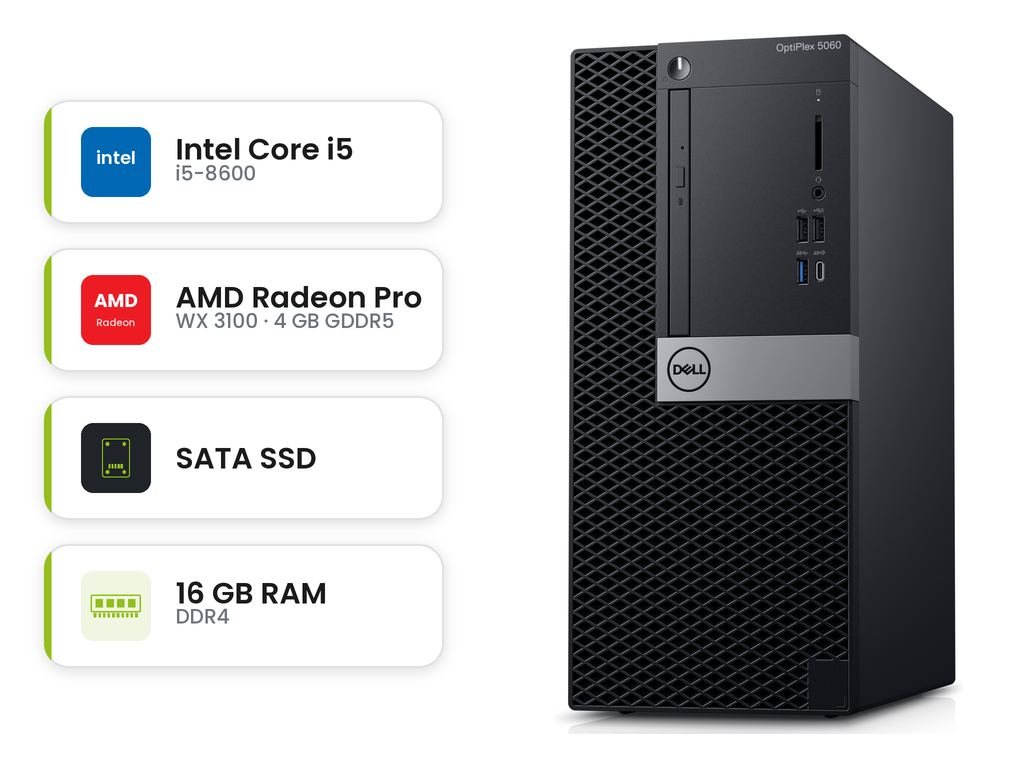 intel
Intel Core i5
i5-8600
AMD
Radeon
AMD Radeon Pro
WX 3100 · 4 GB GDDR5
SATA SSD
16 GB RAM
DDR4
OptiPlex 5060
DELL